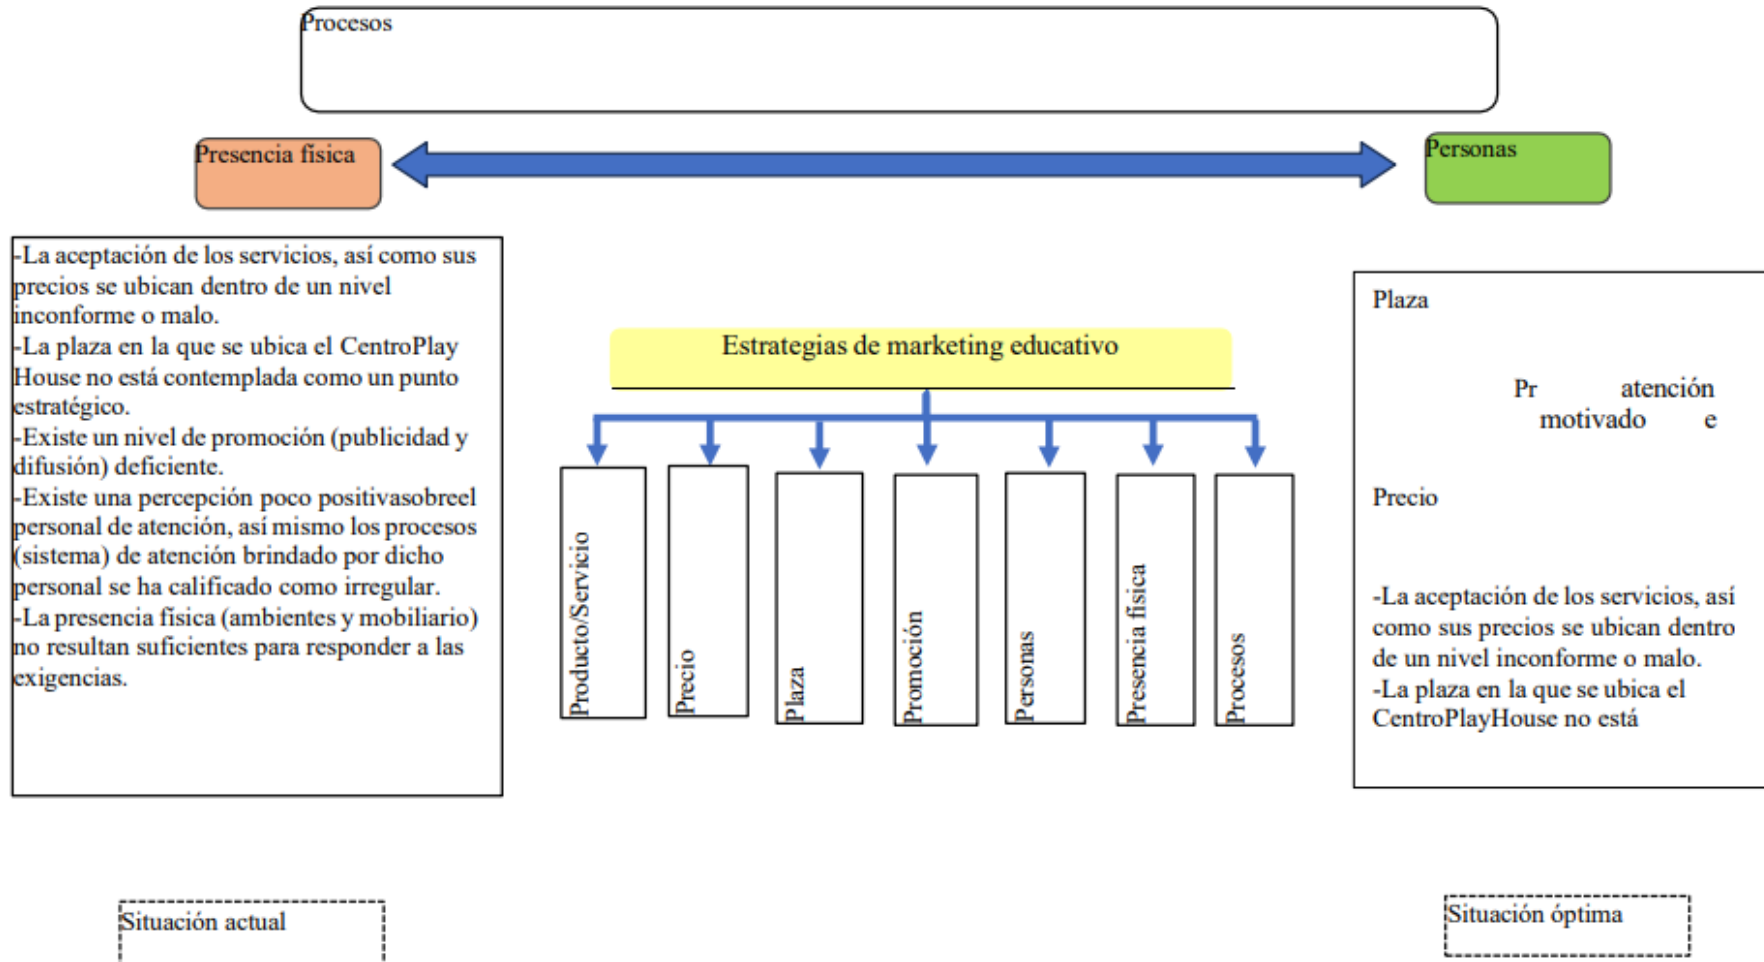 Procesos
Presencia física
Personas
-La aceptación de los servicios, así como sus
precios se ubican dentro de un nivel
inconforme o malo.
-La plaza en la que se ubica el CentroPlay
House no está contemplada como un punto
estratégico.
-Existe un nivel de promoción (publicidad y
difusión) deficiente.
-Existe una percepción poco positivasobreel
personal de atención, así mismo los procesos
(sistema) de atención brindado por dicho
personal se ha calificado como irregular.
-La presencia física (ambientes y mobiliario)
no resultan suficientes para responder a las
exigencias.
Estrategias de marketing educativo
Producto/Servicio
Precio
Plaza
Promoción
Personas
Presencia física
Procesos
Plaza
Pr atención
motivado e
Precio
-La aceptación de los servicios, así
como sus precios se ubican dentro
de un nivel inconforme o malo.
-La plaza en la que se ubica el
CentroPlayHouse no está
Situación actual
Situación óptima